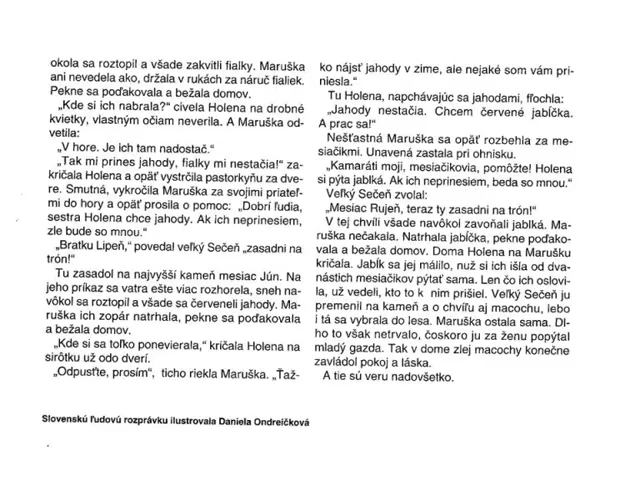 okola sa roztopil a všade zakvitli fialky. Maruška
ani nevedela ako, držala v rukách za náruč fialiek.
Pekne sa poďakovala a bežala domov.
„Kde si ich nabrala?" civela Holena na drobné
kvietky, vlastným očiam neverila. A Maruška od-
vetila:
„V hore. Je ich tam nadostač."
„Tak mi prines jahody, fialky mi nestačia!" za-
kričala Holena a opäť vystrčila pastorkyňu za dve-
re. Smutná, vykročila Maruška za svojimi priateľ-
mi do hory a opäť prosila o pomoc: „Dobrí ľudia,
sestra Holena chce jahody. Ak ich neprinesiem,
zle bude so mnou."
„Bratku Lipeň," povedal veľký Sečeň „zasadni na
trón!"
Tu zasadol na najvyšší kameň mesiac Jún. Na
jeho príkaz sa vatra ešte viac rozhorela, sneh na-
vôkol sa roztopil a všade sa červeneli jahody. Ma-
ruška ich zopár natrhala, pekne sa poďakovala
a bežala domov.
„Kde si sa toľko ponevierala," kričala Holena na
sirôtku už odo dverí.
„Odpusťte, prosím", ticho riekla Maruška. „Ťaž-
ko nájsť jahody v zime, ale nejaké som vám pri-
niesla."
Tu Holena, napchávajúc sa jahodami, fľochla:
„Jahody nestačia. Chcem červené jabĺčka.
A prac sa!"
Nešťastná Maruška sa opäť rozbehla za me-
siačikmi. Unavená zastala pri ohnisku.
„Kamaráti moji, mesiačikovia, pomôžte! Holena
si pýta jablká. Ak ich neprinesiem, beda so mnou."
Veľký Sečeň zvolal:
„Mesiac Rujeň, teraz ty zasadni na trón!"
V tej chvíli všade navôkol zavoňali jablká. Ma-
ruška nečakala. Natrhala jabĺčka, pekne poďako-
vala a bežala domov. Doma Holena na Marušku
kričala. Jabĺk sa jej málilo, nuž si ich išla od dva-
nástich mesiačikov pýtať sama. Len čo ich oslovi-
la, už vedeli, kto to k nim prišiel. Veľký Sečeň ju
premenil na kameň a o chvíľu aj macochu, lebo
i tá sa vybrala do lesa. Maruška ostala sama. Dl-
ho to však netrvalo, čoskoro ju za ženu popýtal
mladý gazda. Tak v dome zlej macochy konečne
zavládol pokoj a láska.
A tie sú veru nadovšetko.
Slovenskú ľudovú rozprávku ilustrovala Daniela Ondreičková